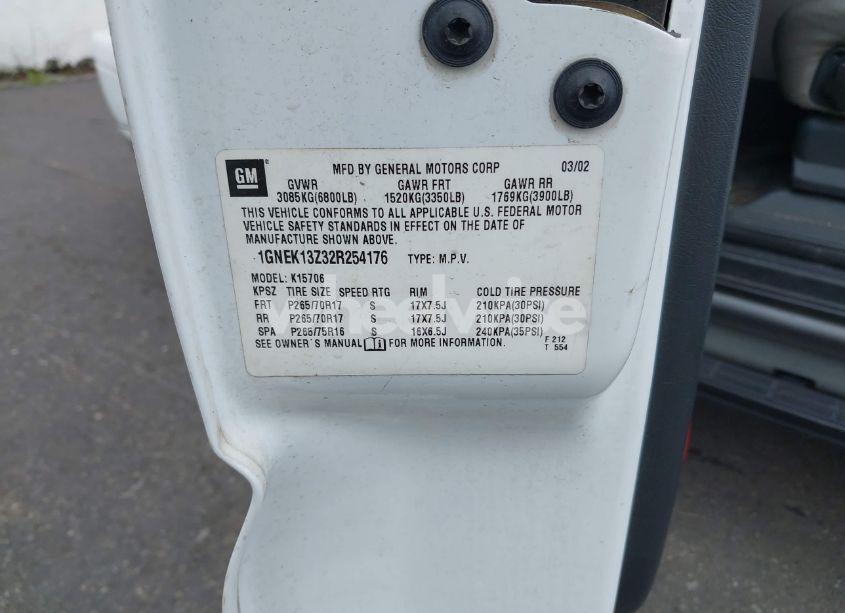 GM
MFD BY GENERAL MOTORS CORP 03/02
GVWR GAWR FRT GAWR RR
3085KG(6800LB) 1520KG(3350LB) 1769KG(3900LB)
THIS VEHICLE CONFORMS TO ALL APPLICABLE U.S. FEDERAL MOTOR
VEHICLE SAFETY STANDARDS IN EFFECT ON THE DATE OF
MANUFACTURE SHOWN ABOVE.
1GNEK13Z32R254176 TYPE: M.P.V.
MODEL: K15706
KPSZ TIRE SIZE SPEED RTG RIM COLD TIRE PRESSURE
FRT P265/70R17 S 17X7.5J 210KPA(30PSI)
RR P265/70R17 S 17X7.5J 210KPA(30PSI)
SPA P265/75R16 S 16X6.5J 240KPA(35PSI)
SEE OWNER'S MANUAL FOR MORE INFORMATION.
F 212
T 554